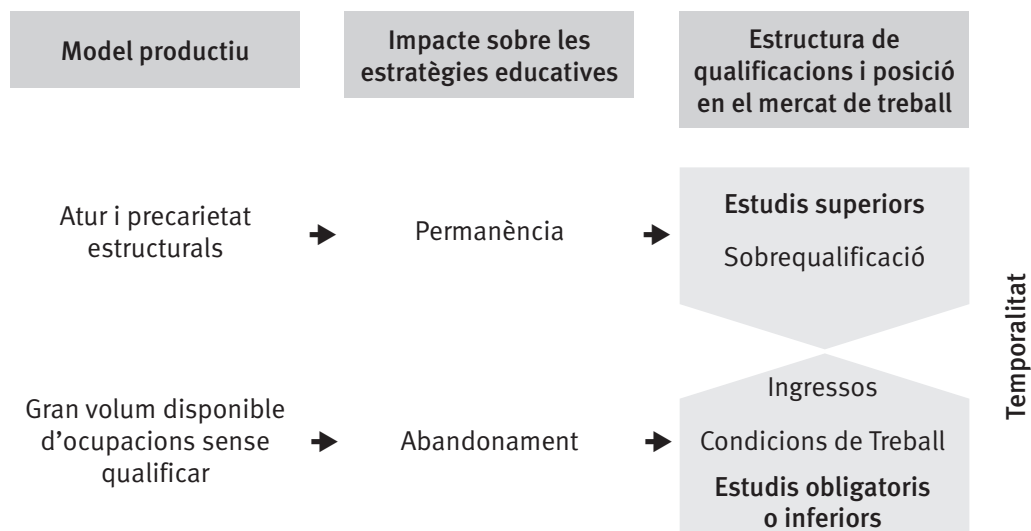 Model productiu
Impacte sobre les
estratègies educatives
Estructura de
qualificacions i posició
en el mercat de treball
Atur i precarietat
estructurals
Permanència
Estudis superiors
Sobrequalificació
Gran volum disponible
d’ocupacions sense
qualificar
Abandonament
Ingressos
Condicions de Treball
Estudis obligatoris
o inferiors
Temporalitat